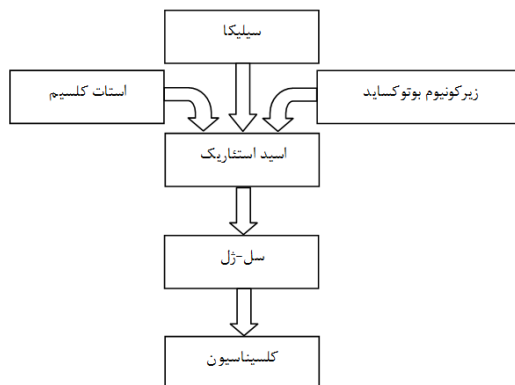 سیلیکا
زیرکونیوم بوتوکساید
استات کلسیم
اسید استئاریک
سل-ژل
کلسیناسیون